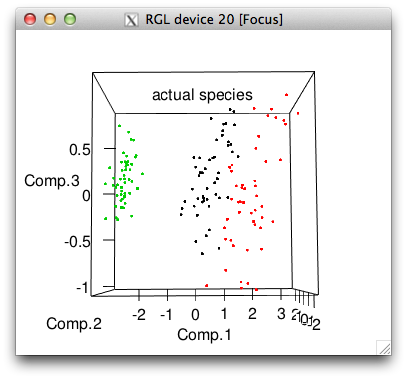 RGL device 20 [Focus]
actual species
0.5
Comp.3
0
-0.5
-1
-2 -1 0 1 2 3
Comp.2
Comp.1